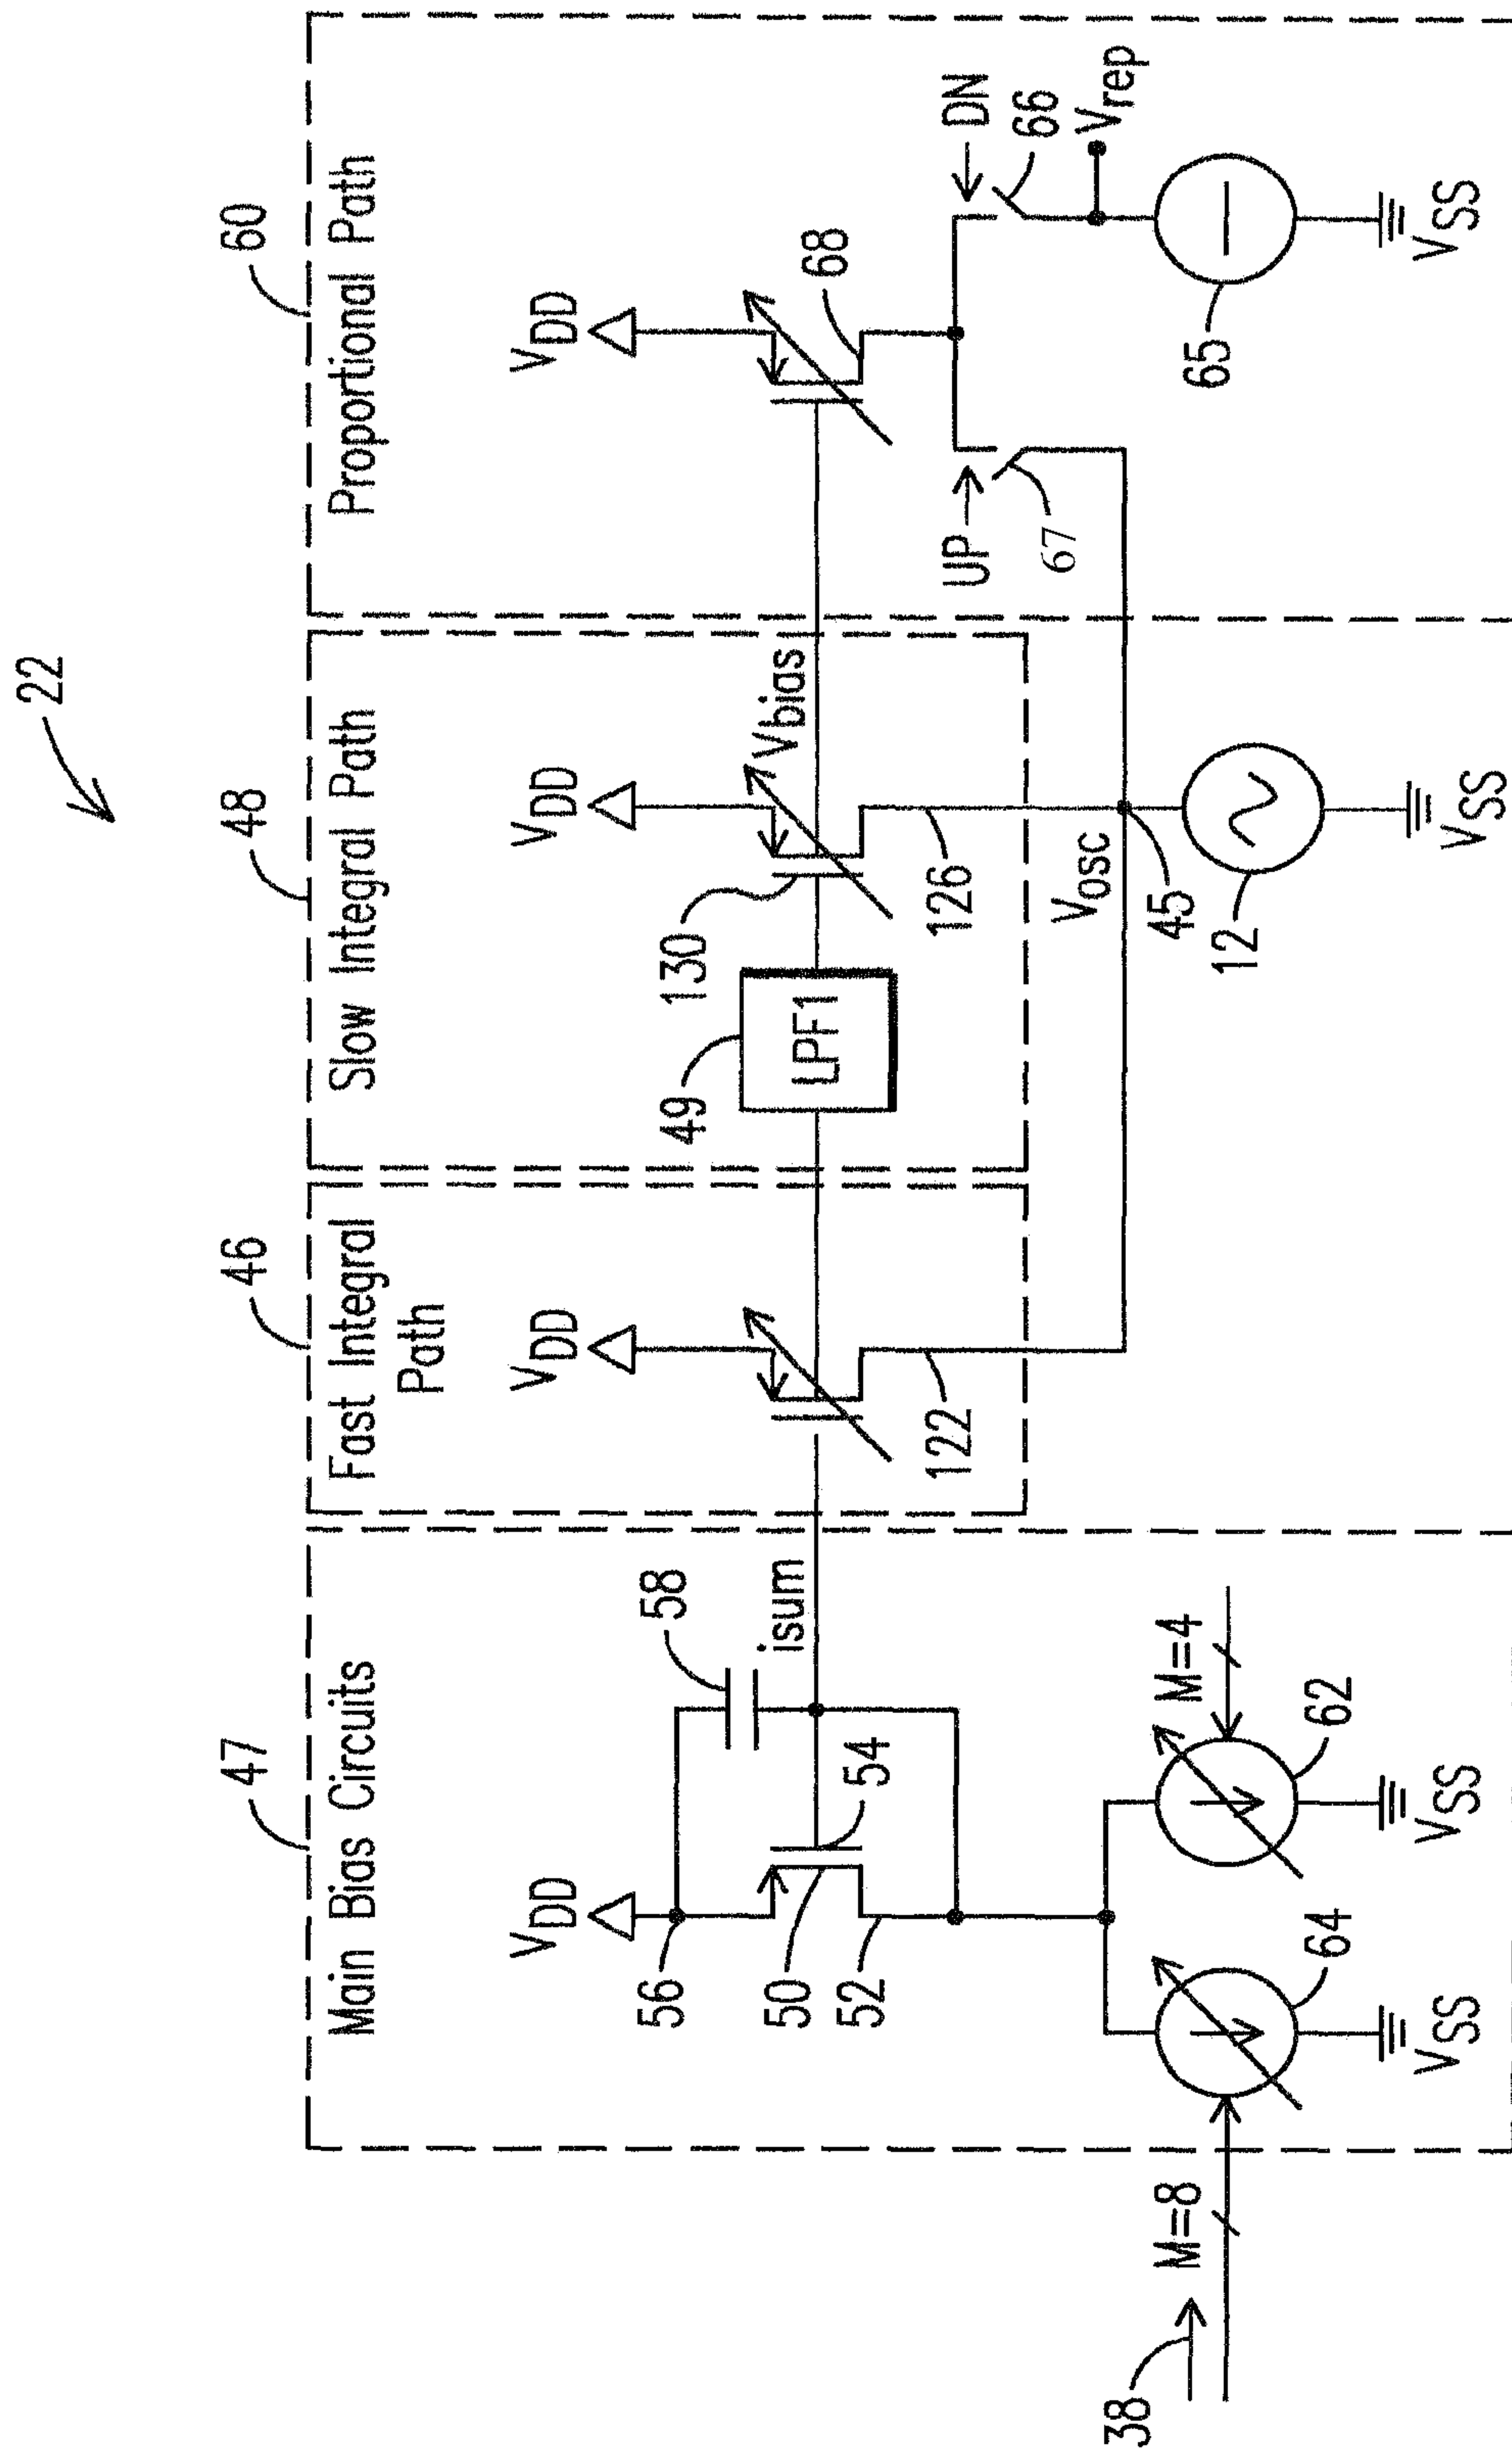 22
47
Main Bias Circuits
46
Fast Integral
Path
48
Slow Integral Path
60
Proportional Path
VDD
56
50
52
54
58
isum
38
M=8
64
VSS
M=4
62
VSS
VDD
122
49
LPF1
130
VDD
Vbias
126
Vosc
45
12
VSS
VDD
68
UP
67
DN
66
Vrep
65
VSS